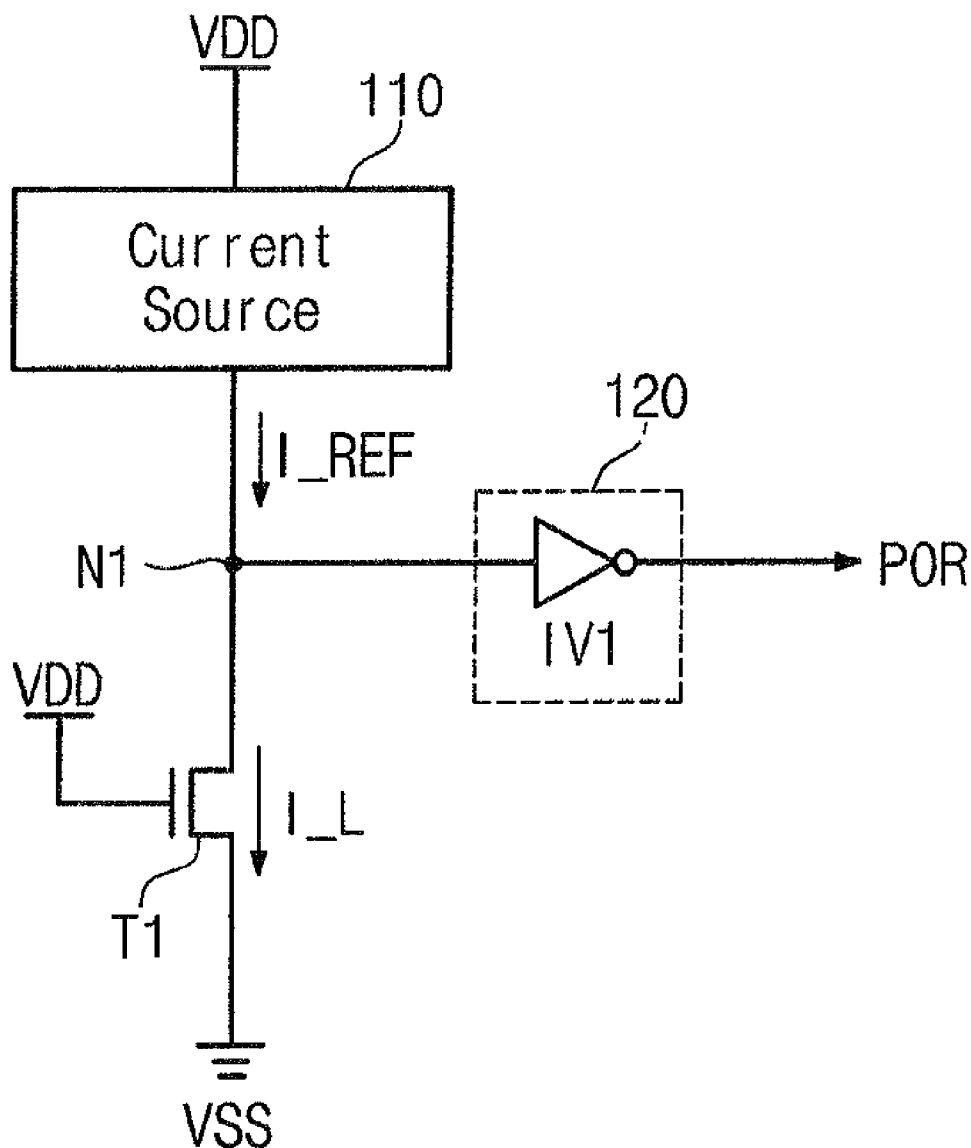 VDD
110
Current
Source
120
I_REF
N1
POR
IV1
VDD
I_L
T1
VSS